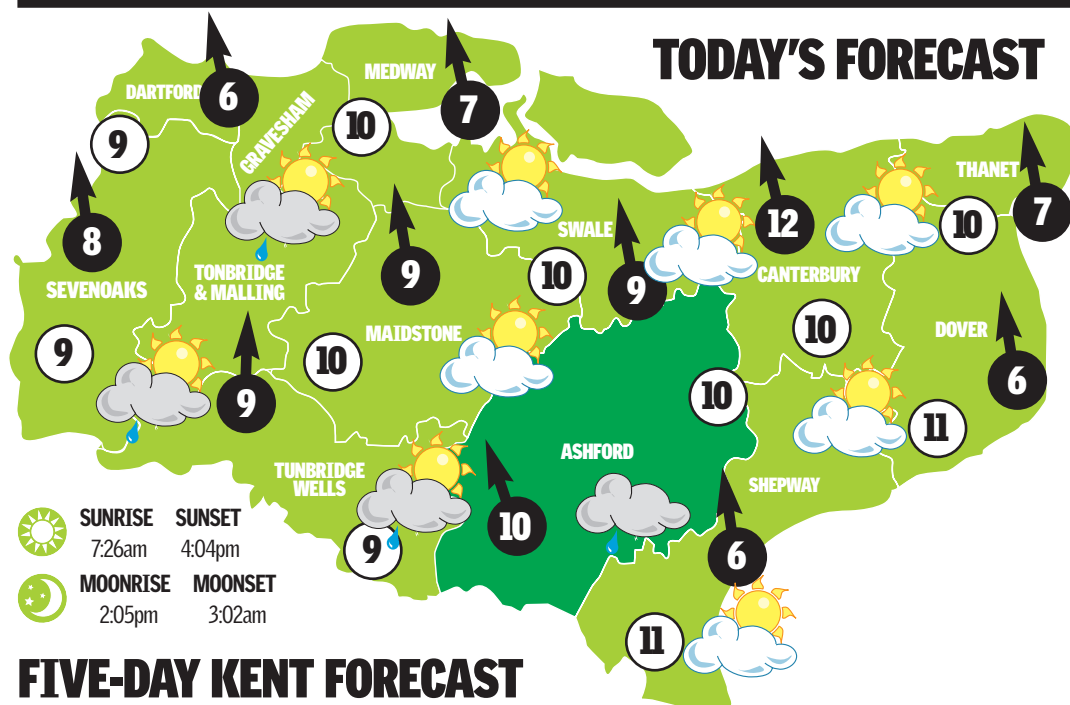 TODAY'S FORECAST
DARTFORD
6
MEDWAY
7
9
GRAVESHAM
10
THANET
7
10
8
SEVENOAKS
TONBRIDGE
& MALLING
9
SWALE
10
9
12
CANTERBURY
10
DOVER
6
9
9
MAIDSTONE
10
10
11
TUNBRIDGE
WELLS
9
10
ASHFORD
SHEPWAY
6
11
SUNRISE SUNSET
7:26am 4:04pm
MOONRISE MOONSET
2:05pm 3:02am
FIVE-DAY KENT FORECAST